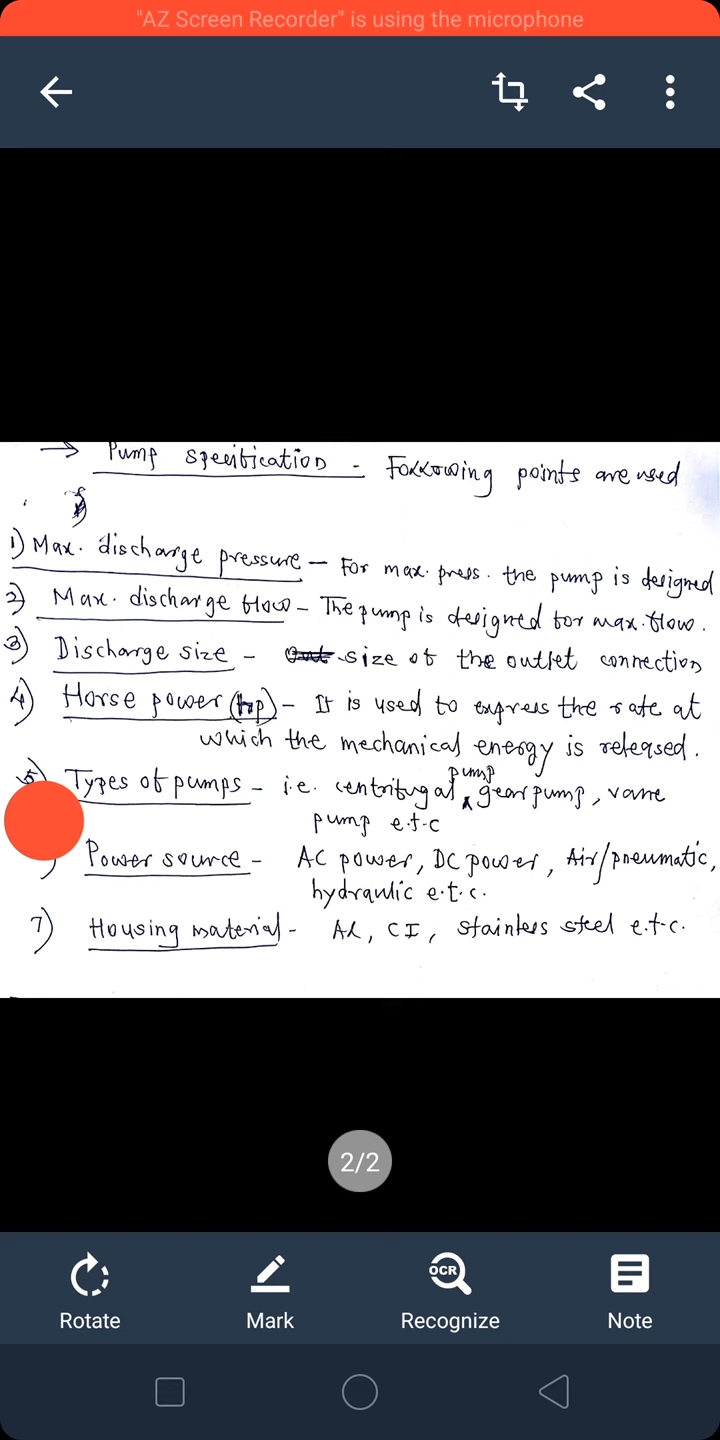 "AZ Screen Recorder" is using the microphone
→ Pump specification - Following points are used
1) Max. discharge pressure - For max. press. the pump is designed
2) Max. discharge flow - The pump is designed for max. flow.
3) Discharge size - size of the outlet connection
4) Horse power (hp) - It is used to express the rate at
which the mechanical energy is released.
5) Types of pumps - i.e. centrifugal pump, gear pump, vane
pump e.t.c
) Power source - AC power, DC power, Air/pneumatic,
hydraulic e.t.c.
7) Housing material - Al, CI, stainless steel e.t.c.
2/2
OCR
Rotate Mark Recognize Note